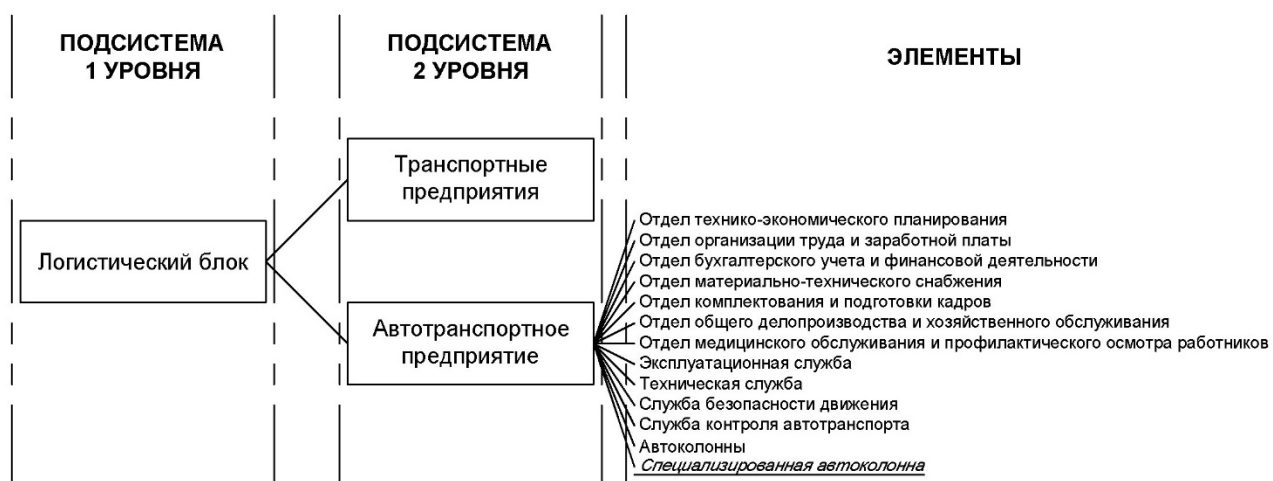 ПОДСИСТЕМА
1 УРОВНЯ
ПОДСИСТЕМА
2 УРОВНЯ
ЭЛЕМЕНТЫ
Транспортные
предприятия
Логистический блок
Автотранспортное
предприятие
Отдел технико-экономического планирования
Отдел организации труда и заработной платы
Отдел бухгалтерского учета и финансовой деятельности
Отдел материально-технического снабжения
Отдел комплектования и подготовки кадров
Отдел общего делопроизводства и хозяйственного обслуживания
Отдел медицинского обслуживания и профилактического осмотра работников
Эксплуатационная служба
Техническая служба
Служба безопасности движения
Служба контроля автотранспорта
Автоколонны
Специализированная автоколонна